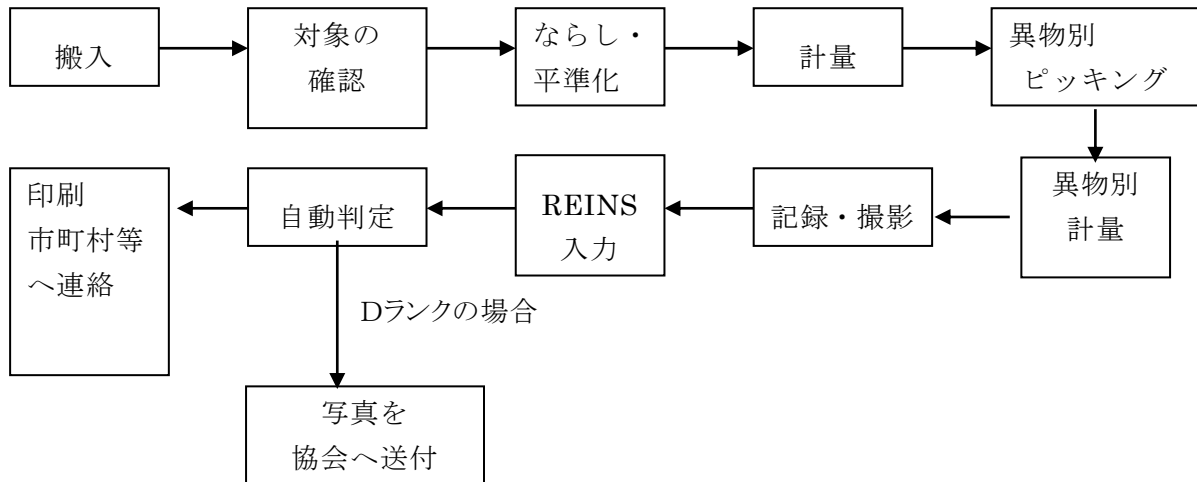 搬入
対象の
確認
ならし・
平準化
計量
異物別
ピッキング
異物別
計量
記録・撮影
REINS
入力
自動判定
印刷
市町村等
へ連絡
Dランクの場合
写真を
協会へ送付